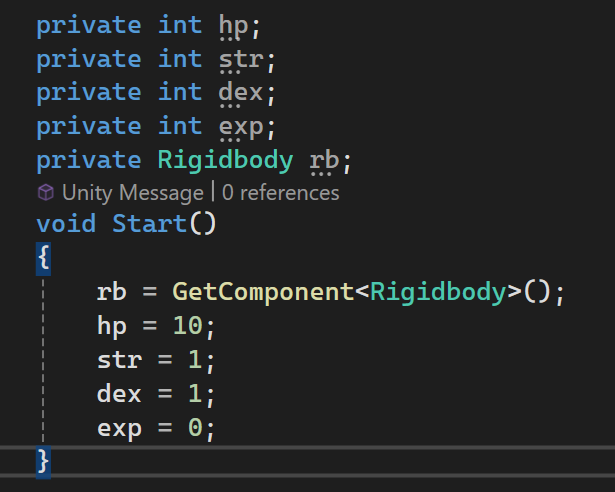 private int hp;
private int str;
private int dex;
private int exp;
private Rigidbody rb;
Unity Message | 0 references
void Start()
{
rb = GetComponent<Rigidbody>();
hp = 10;
str = 1;
dex = 1;
exp = 0;
}